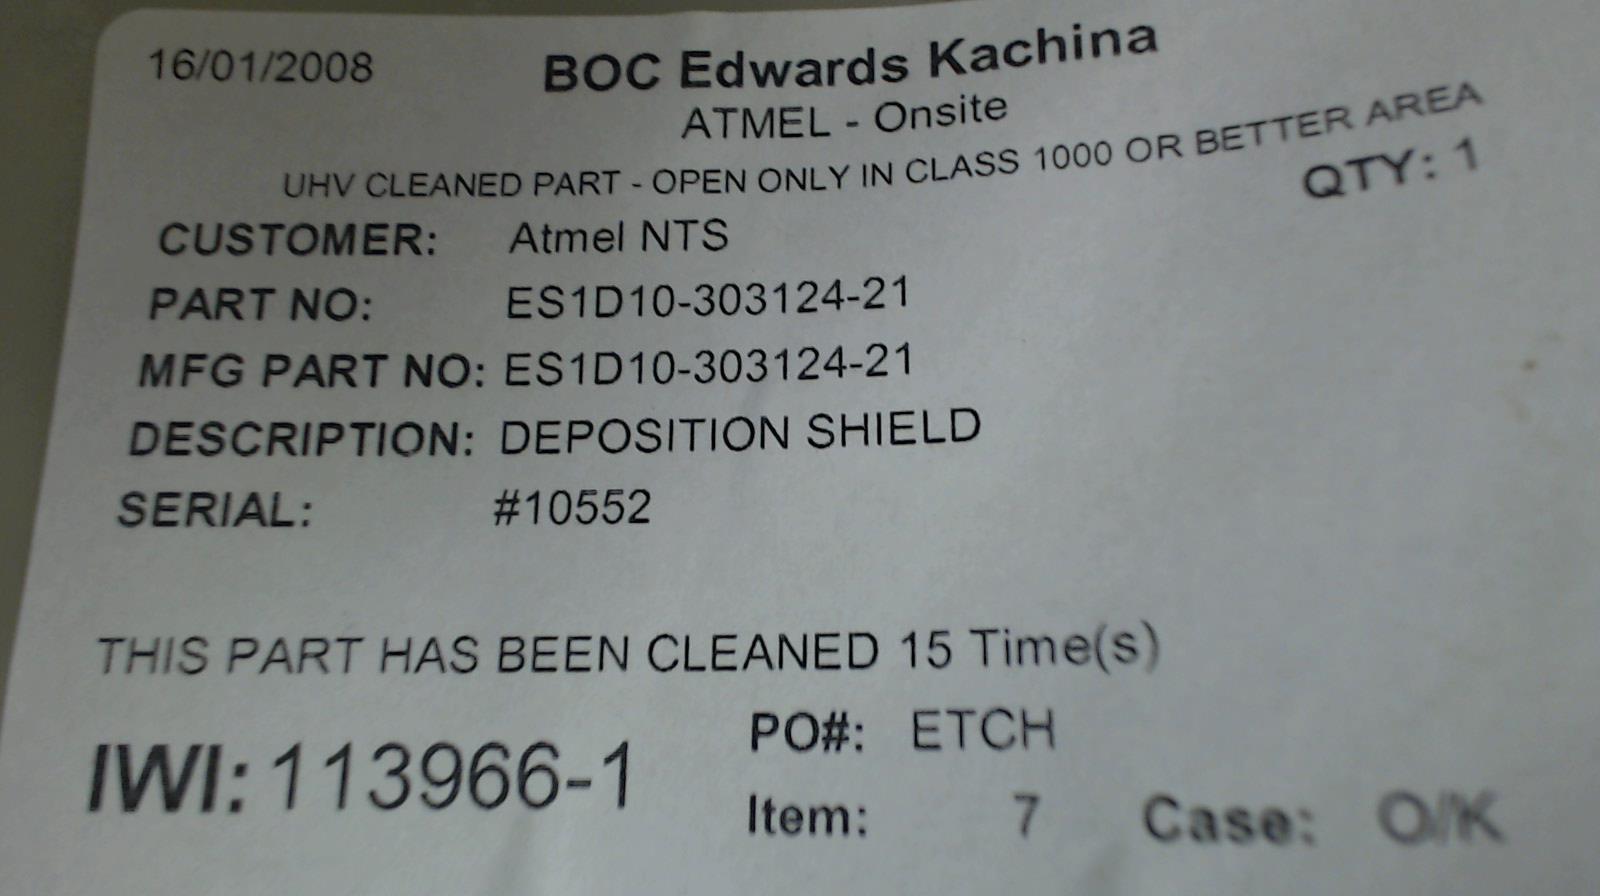 16/01/2008 BOC Edwards Kachina
ATMEL - Onsite
UHV CLEANED PART - OPEN ONLY IN CLASS 1000 OR BETTER AREA
QTY: 1
CUSTOMER: Atmel NTS
PART NO: ES1D10-303124-21
MFG PART NO: ES1D10-303124-21
DESCRIPTION: DEPOSITION SHIELD
SERIAL: #10552
THIS PART HAS BEEN CLEANED 15 Time(s)
IWI: 113966-1 PO#: ETCH
Item: 7 Case: O/K